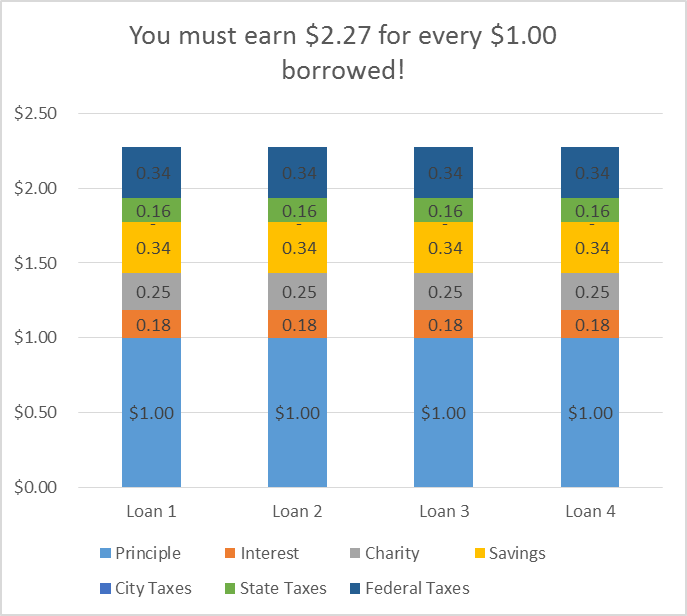 You must earn $2.27 for every $1.00
borrowed!
$2.50
$2.00
$1.50
$1.00
$0.50
$0.00
0.34 0.34 0.34 0.34
0.16 0.16 0.16 0.16
- - - -
0.34 0.34 0.34 0.34
0.25 0.25 0.25 0.25
0.18 0.18 0.18 0.18
$1.00 $1.00 $1.00 $1.00
Loan 1 Loan 2 Loan 3 Loan 4
Principle Interest Charity Savings
City Taxes State Taxes Federal Taxes